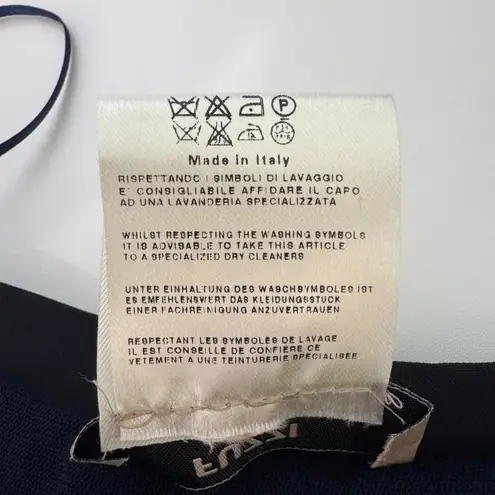 Made in Italy
RISPETTANDO I SIMBOLI DI LAVAGGIO
E' CONSIGLIABILE AFFIDARE IL CAPO
AD UNA LAVANDERIA SPECIALIZZATA
WHILST RESPECTING THE WASHING SYMBOLS
IT IS ADVISABLE TO TAKE THIS ARTICLE
TO A SPECIALIZED DRY CLEANERS
UNTER EINHALTUNG DES WASCHSYMBOLES IST
ES EMFEHLENSWERT DAS KLEIDUNGSSTUCK
EINER FACHREINIGUNG ANZUVERTRAUEN
RESPECTANT LES SYMBOLES DE LAVAGE
IL EST CONSEILLE DE CONFIERE CE
VETEMENT A UNE TEINTURERIE SPECIALISEE
FUZZI